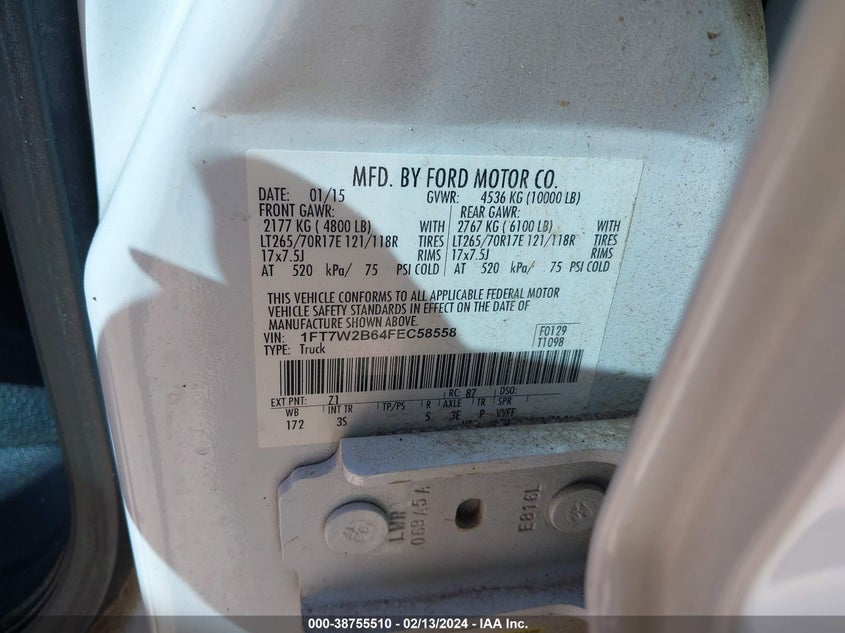 MFD. BY FORD MOTOR CO.
DATE: 01/15 GVWR: 4536 KG (10000 LB)
FRONT GAWR: REAR GAWR:
2177 KG ( 4800 LB) WITH 2767 KG ( 6100 LB) WITH
LT265/70R17E 121/118R TIRES LT265/70R17E 121/118R TIRES
17x7.5J RIMS 17x7.5J RIMS
AT 520 kPa/ 75 PSI COLD AT 520 kPa/ 75 PSI COLD
THIS VEHICLE CONFORMS TO ALL APPLICABLE FEDERAL MOTOR
VEHICLE SAFETY STANDARDS IN EFFECT ON THE DATE OF
MANUFACTURE SHOWN ABOVE.
VIN: 1FT7W2B64FEC58558 F0129
TYPE: Truck T1098
EXT PNT: Z1 RC: 87 DSO:
WB INT TR TP/PS R AXLE TR SPR
172 3S 5 3E P VVFF
LWR
069A5A
E816L
000-38755510 - 02/13/2024 - IAA Inc.